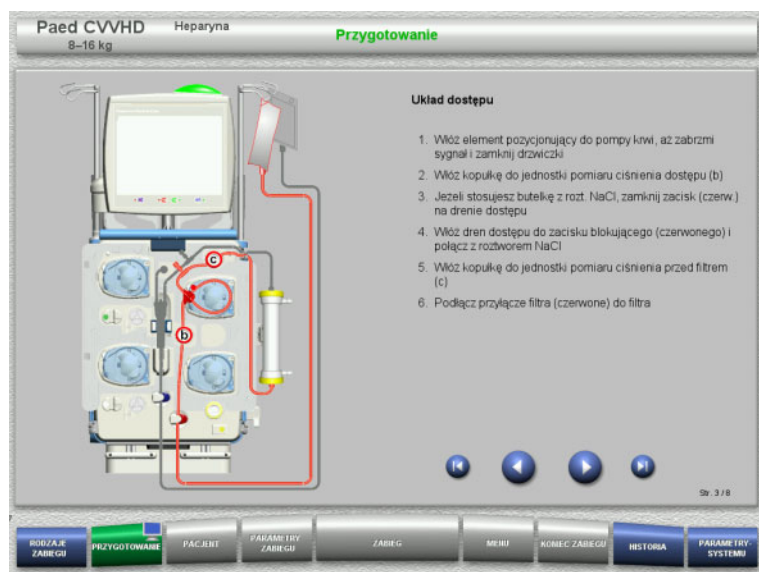 Paed CVVHD
Heparyna
8–16 kg
Przygotowanie
Układ dostępu
1. Włóż element pozycjonujący do pompy krwi, aż zabrzmi
sygnał i zamknij drzwiczki
2. Włóż kopułkę do jednostki pomiaru ciśnienia dostępu (b)
3. Jeżeli stosujesz butelkę z rozt. NaCl, zamknij zacisk (czerw.)
na drenie dostępu
4. Włóż dren dostępu do zacisku blokującego (czerwonego) i
połącz z roztworem NaCl
5. Włóż kopułkę do jednostki pomiaru ciśnienia przed filtrem
(c)
6. Podłącz przyłącze filtra (czerwone) do filtra
c
b
Str. 3 / 8
RODZAJE
ZABIEGU
PRZYGOTOWANIE
PACJENT
PARAMETRY
ZABIEGU
ZABIEG
MENU
KONIEC ZABIEGU
HISTORIA
PARAMETRY-
SYSTEMU